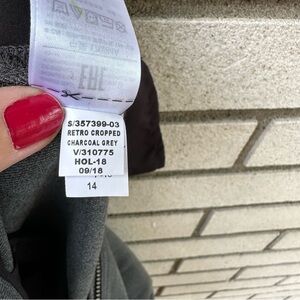 EAC
S/357399-03
RETRO CROPPED
CHARCOAL GREY
V/310775
HOL-18
09/18
14